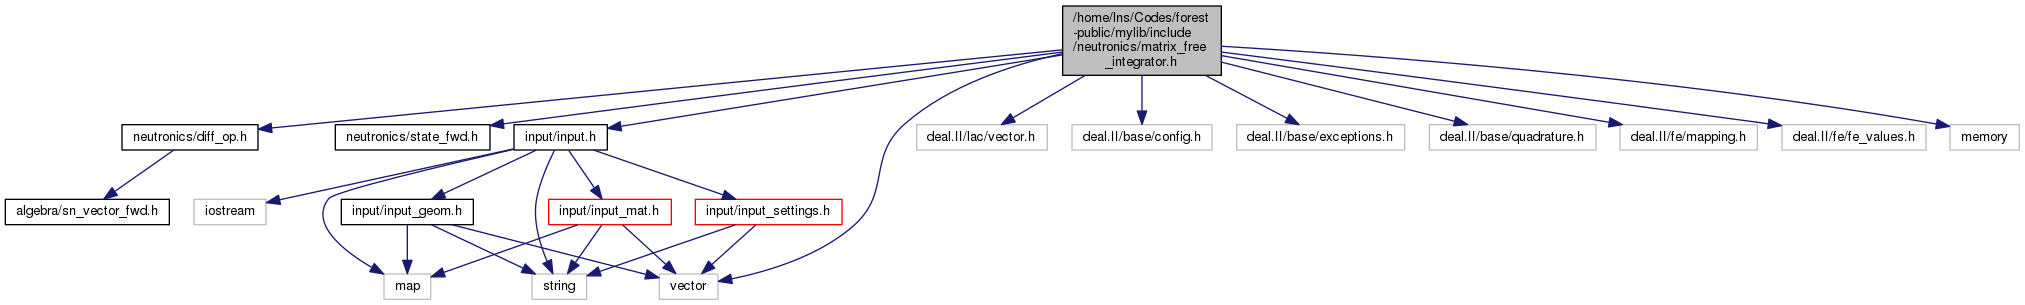 /home/lns/Codes/forest
-public/mylib/include
/neutronics/matrix_free
_integrator.h
neutronics/diff_op.h
neutronics/state_fwd.h
input/input.h
deal.II/lac/vector.h
deal.II/base/config.h
deal.II/base/exceptions.h
deal.II/base/quadrature.h
deal.II/fe/mapping.h
deal.II/fe/fe_values.h
memory
algebra/sn_vector_fwd.h
iostream
input/input_geom.h
input/input_mat.h
input/input_settings.h
map
string
vector